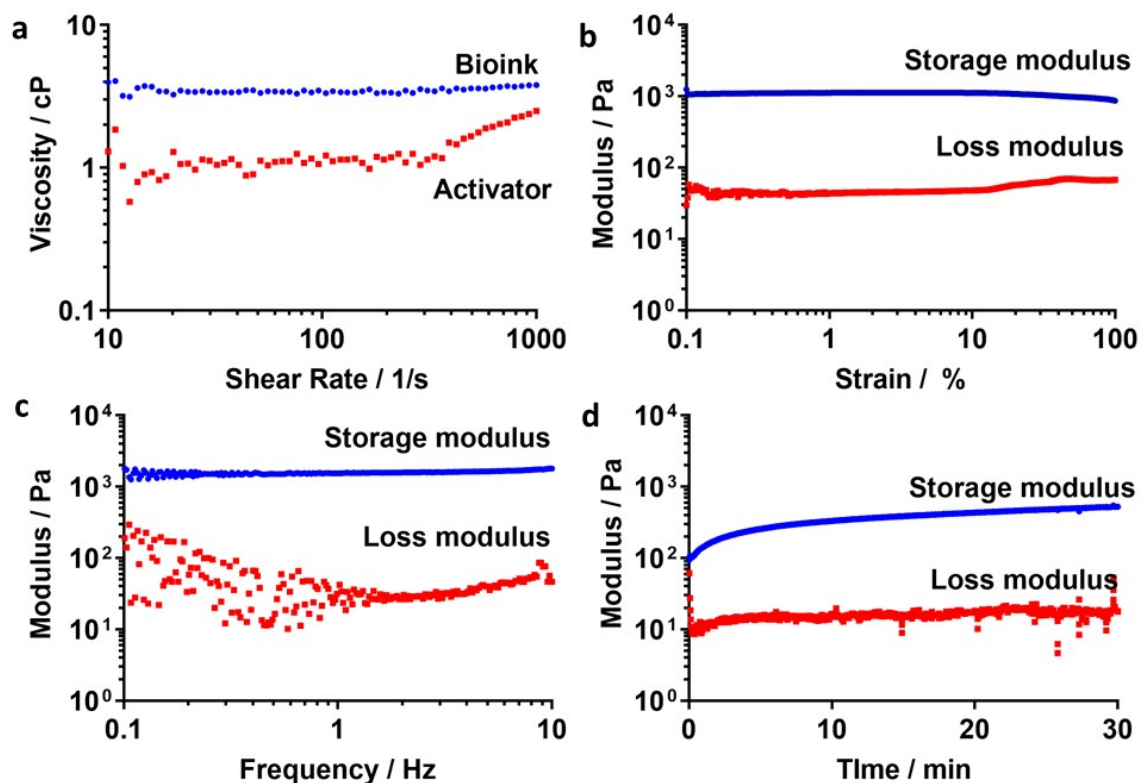 a
10
1
0.1
Viscosity / cP
Bioink
Activator
10 100 1000
Shear Rate / 1/s
b
10⁴
10³
10²
10¹
10⁰
Modulus / Pa
Storage modulus
Loss modulus
0.1 1 10 100
Strain / %
c
10⁴
10³
10²
10¹
10⁰
Modulus / Pa
Storage modulus
Loss modulus
0.1 1 10
Frequency / Hz
d
10⁴
10³
10²
10¹
10⁰
Modulus / Pa
Storage modulus
Loss modulus
0 10 20 30
TIme / min